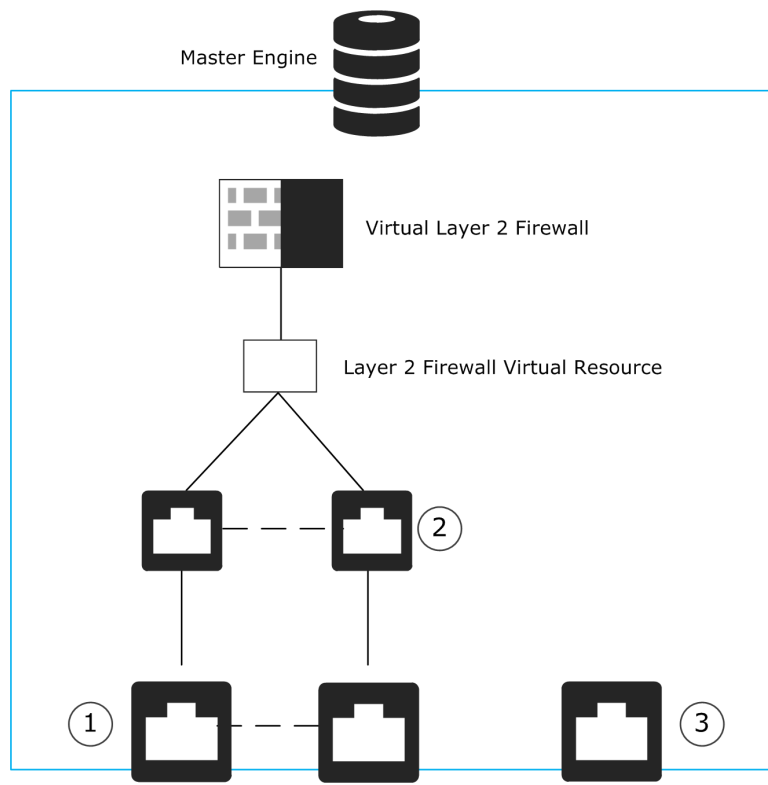 Master Engine
Virtual Layer 2 Firewall
Layer 2 Firewall Virtual Resource
2
1
3